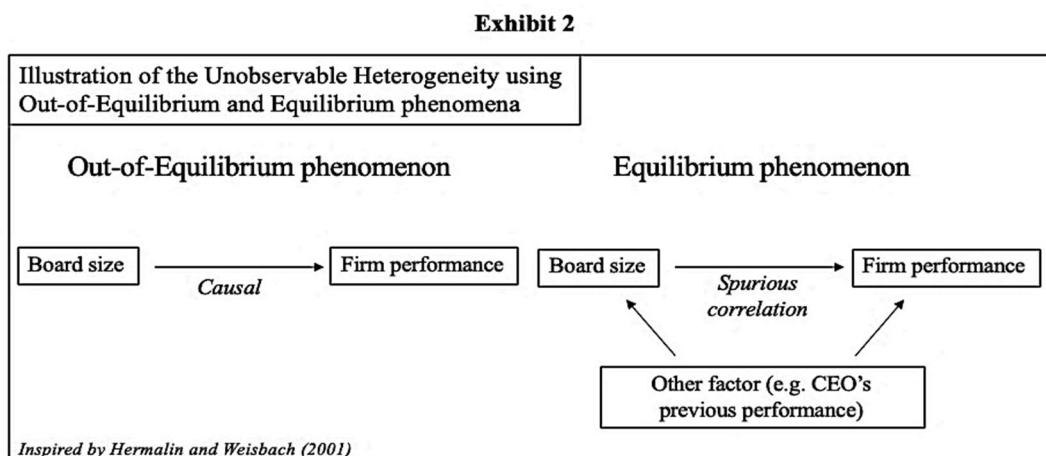 Exhibit 2
Illustration of the Unobservable Heterogeneity using
Out-of-Equilibrium and Equilibrium phenomena
Out-of-Equilibrium phenomenon
Board size
Causal
Firm performance
Equilibrium phenomenon
Board size
Spurious
correlation
Firm performance
Other factor (e.g. CEO's
previous performance)
Inspired by Hermalin and Weisbach (2001)